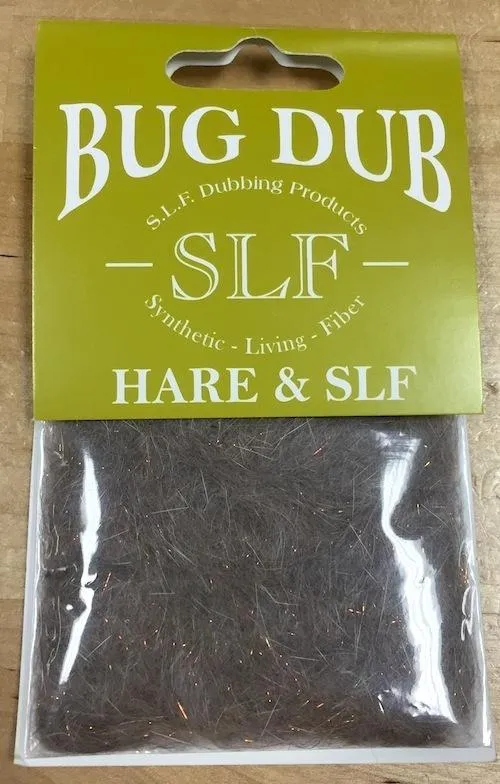 BUG DUB
S.L.F. Dubbing Products
— SLF —
Synthetic - Living - Fiber
HARE & SLF